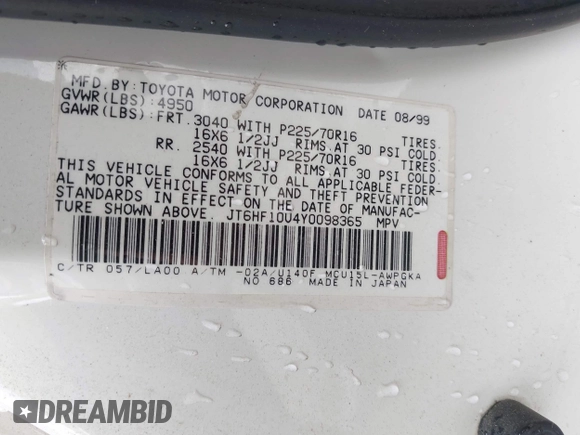 MFD. BY: TOYOTA MOTOR CORPORATION DATE 08/99
GVWR(LBS): 4950
GAWR(LBS): FRT. 3040 WITH P225/70R16 TIRES.
16X6 1/2JJ RIMS AT 30 PSI COLD.
RR. 2540 WITH P225/70R16 TIRES.
16X6 1/2JJ RIMS AT 30 PSI COLD.
THIS VEHICLE CONFORMS TO ALL APPLICABLE FEDER-
AL MOTOR VEHICLE SAFETY AND THEFT PREVENTION
STANDARDS IN EFFECT ON THE DATE OF MANUFAC-
TURE SHOWN ABOVE. JT6HF10U4Y0098365 MPV
C/TR 057/LA00 A/TM -02A/U140F MCU15L-AWPGKA
NO 686 MADE IN JAPAN
DREAMBID